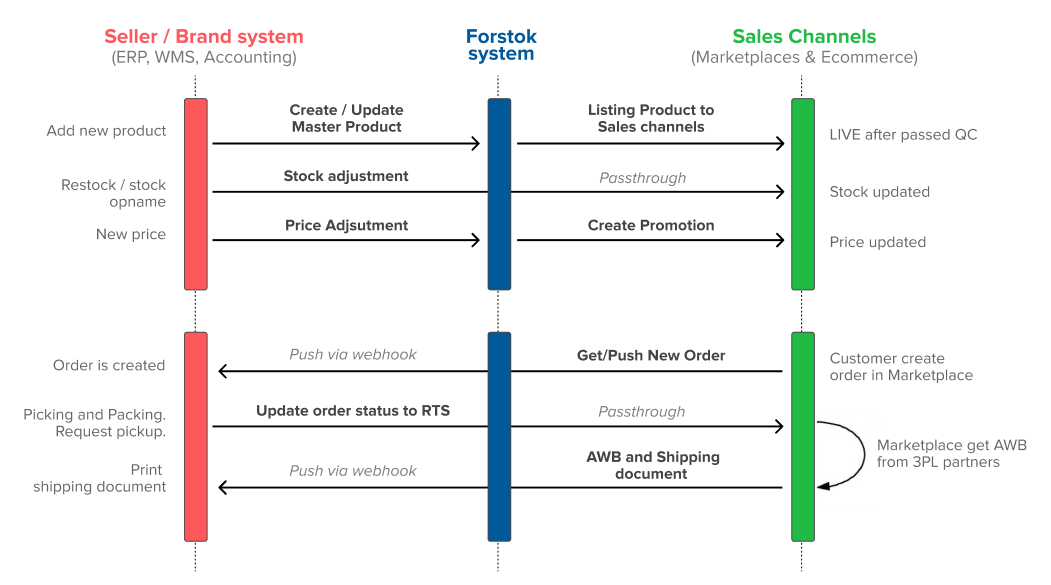 Seller / Brand system
(ERP, WMS, Accounting)
Forstok
system
Sales Channels
(Marketplaces & Ecommerce)
Add new product
Create / Update
Master Product
Listing Product to
Sales channels
LIVE after passed QC
Restock / stock
opname
Stock adjustment
Passthrough
Stock updated
New price
Price Adjsutment
Create Promotion
Price updated
Order is created
Push via webhook
Get/Push New Order
Customer create
order in Marketplace
Picking and Packing.
Request pickup.
Update order status to RTS
Passthrough
Marketplace get AWB
from 3PL partners
Print
shipping document
Push via webhook
AWB and Shipping
document